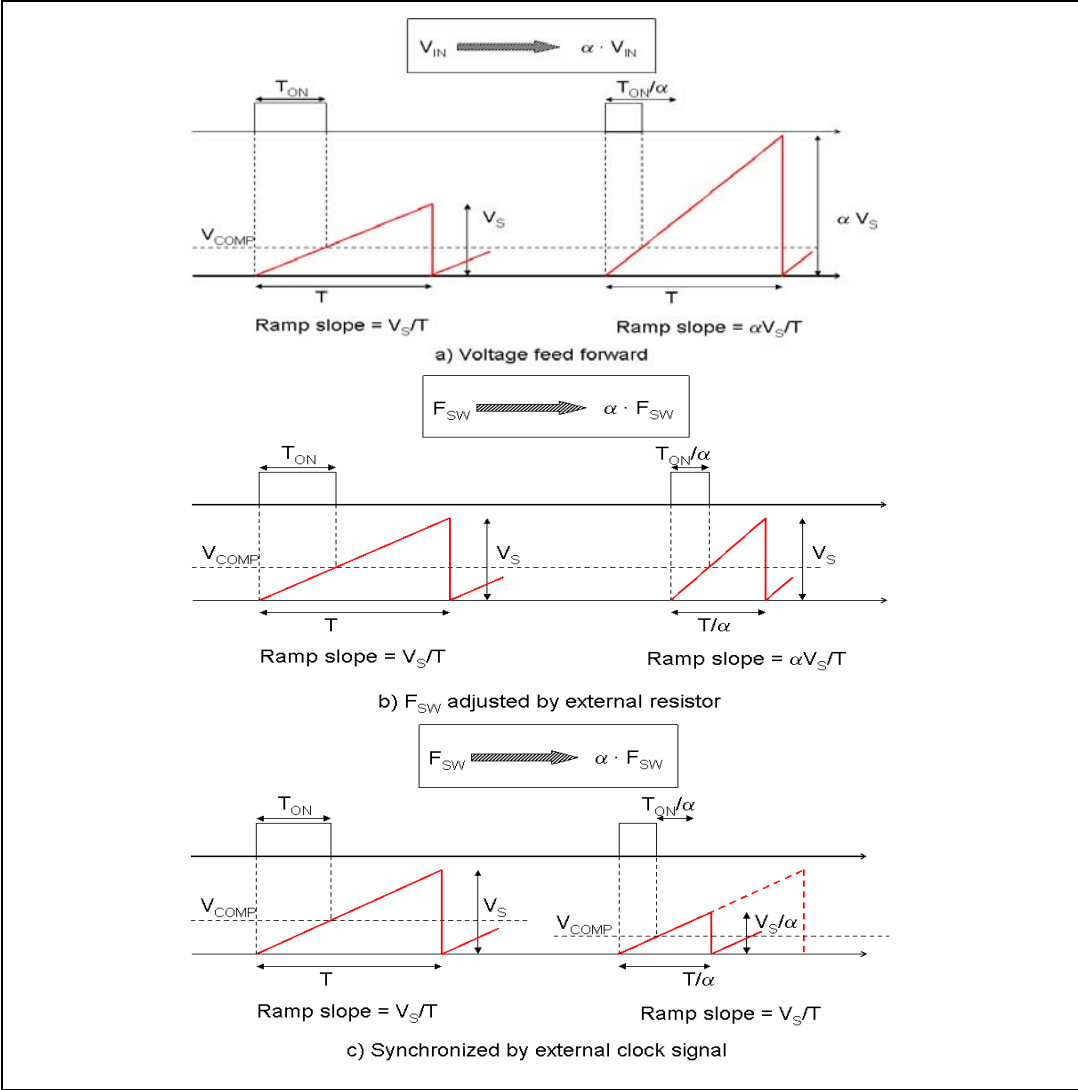 V_IN α · V_IN
T_ON T_ON/α
V_S α V_S
V_COMP
T T
Ramp slope = V_S/T Ramp slope = αV_S/T
a) Voltage feed forward
F_SW α · F_SW
T_ON T_ON/α
V_COMP V_S V_S
T T/α
Ramp slope = V_S/T Ramp slope = αV_S/T
b) F_SW adjusted by external resistor
F_SW α · F_SW
T_ON T_ON/α
V_COMP V_S V_COMP V_S/α
T T/α
Ramp slope = V_S/T Ramp slope = V_S/T
c) Synchronized by external clock signal